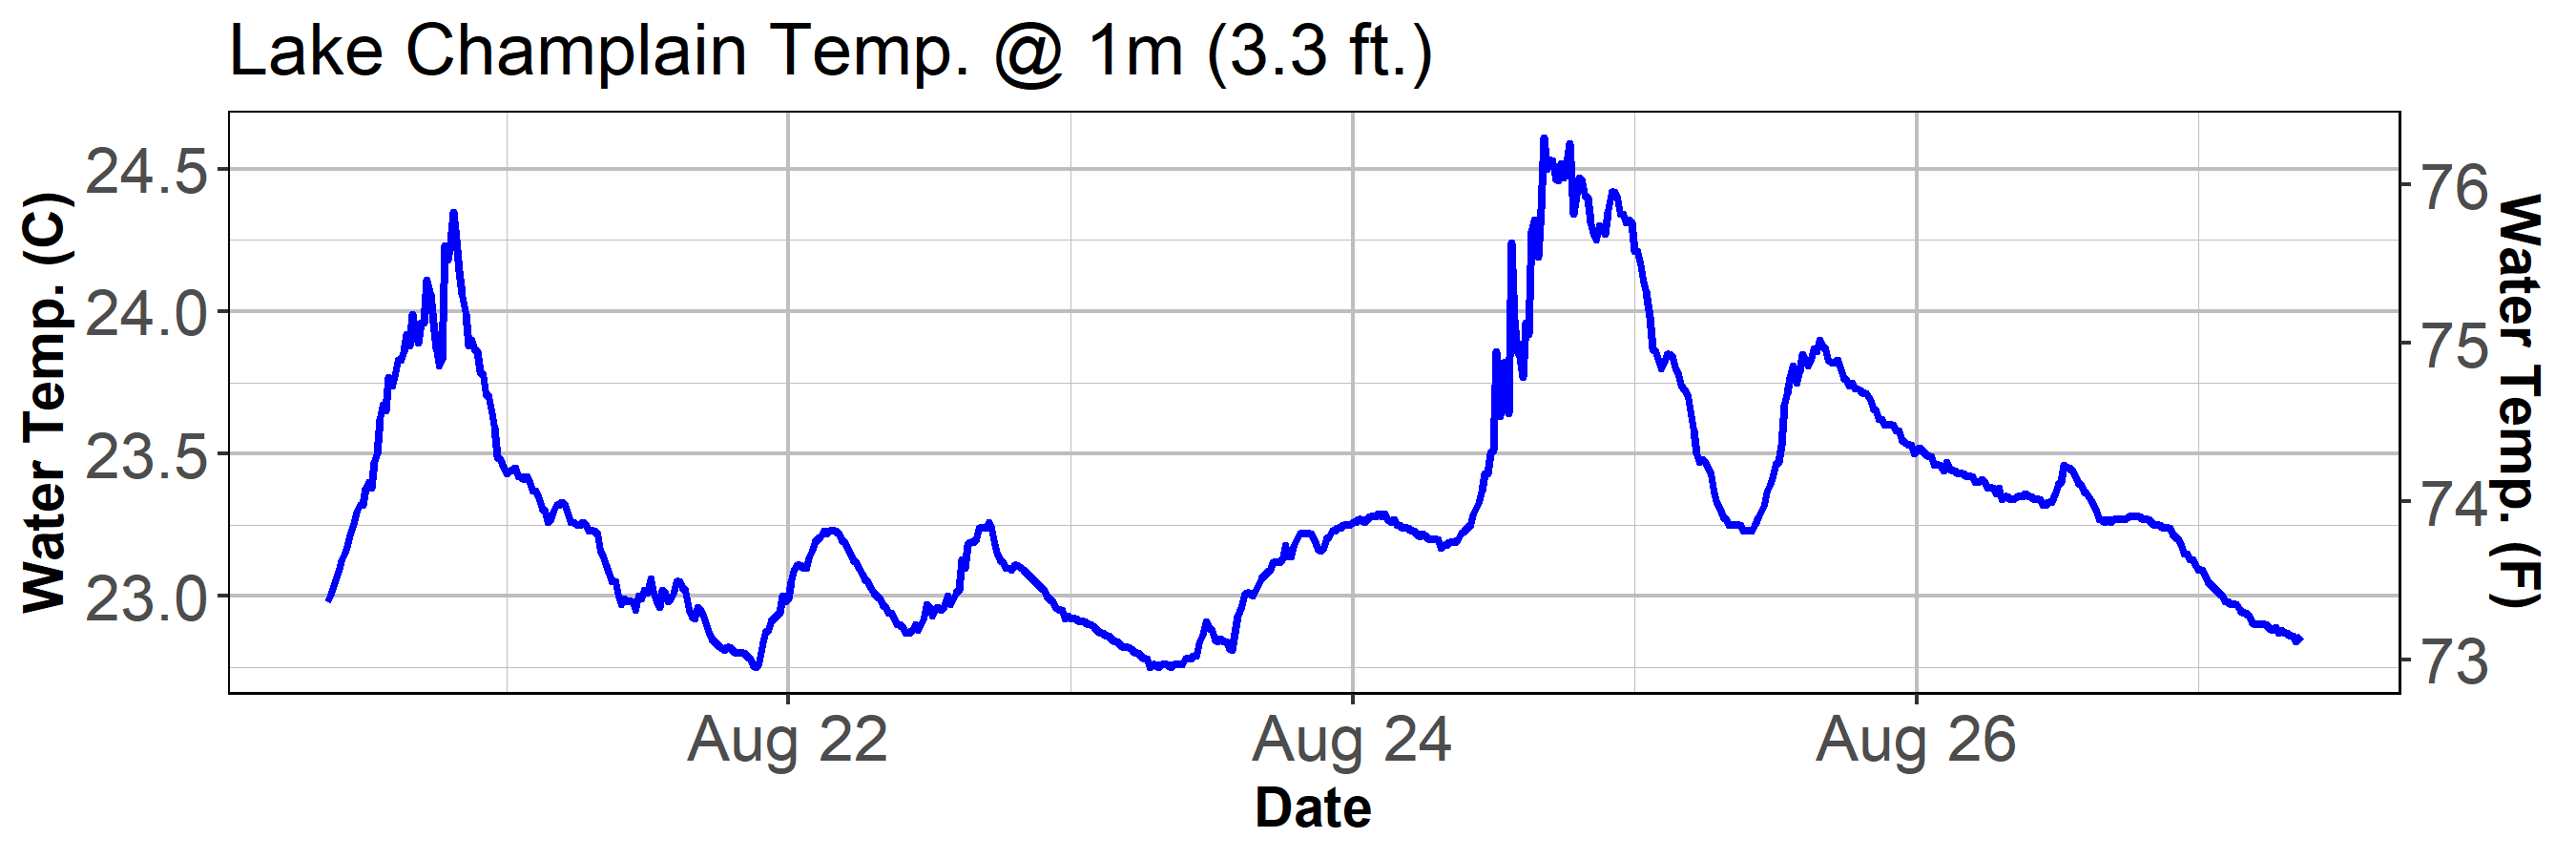 Lake Champlain Temp. @ 1m (3.3 ft.)
Water Temp. (C)
24.5
24.0
23.5
23.0
76
75
74
73
Water Temp. (F)
Aug 22
Aug 24
Aug 26
Date